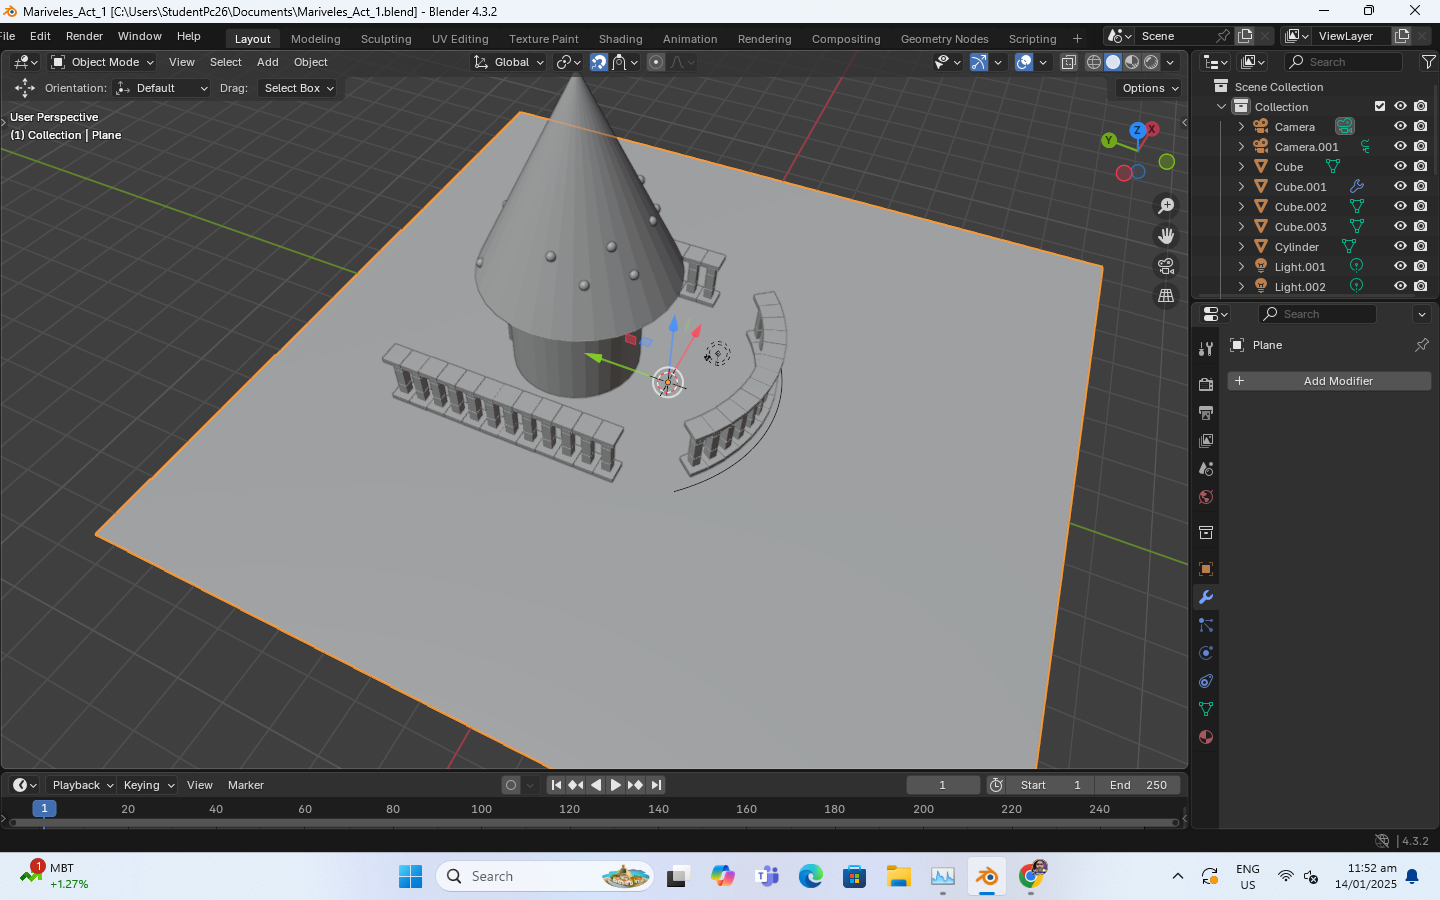 Mariveles_Act_1 [C:\Users\StudentPc26\Documents\Mariveles_Act_1.blend] - Blender 4.3.2
ile Edit Render Window Help Layout Modeling Sculpting UV Editing Texture Paint Shading Animation Rendering Compositing Geometry Nodes Scripting + Scene ViewLayer
Object Mode View Select Add Object Global Search
Orientation: Default Drag: Select Box Options
User Perspective
(1) Collection | Plane
Z X Y
Scene Collection
Collection
Camera
Camera.001
Cube
Cube.001
Cube.002
Cube.003
Cylinder
Light.001
Light.002
Search
Plane
+ Add Modifier
Playback Keying View Marker 1 Start 1 End 250
1 20 40 60 80 100 120 140 160 180 200 220 240
4.3.2
1 MBT
+1.27%
Search
ENG
US
11:52 am
14/01/2025